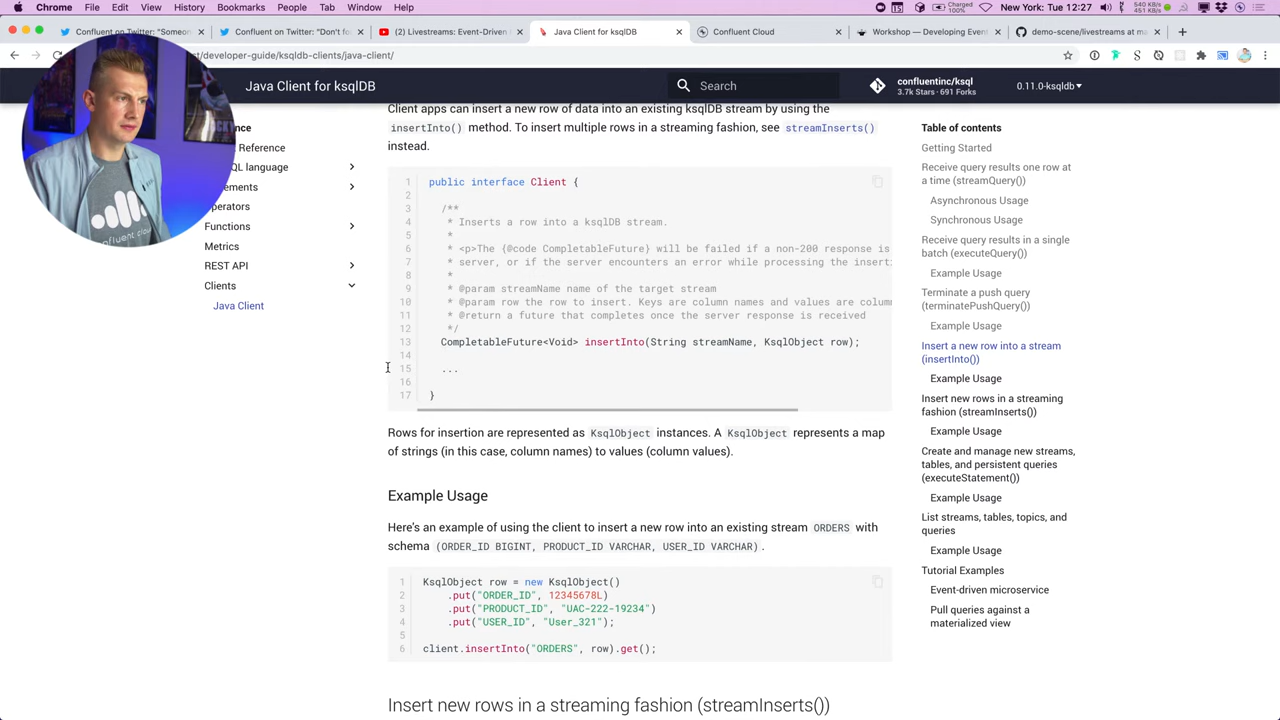 Chrome File Edit View History Bookmarks People Tab Window Help
Charged
100%
New York: Tue 12:27
540 KB/s
451 KB/s
Confluent on Twitter: "Someon
Confluent on Twitter: "Don't fo
(2) Livestreams: Event-Driven
Java Client for ksqlDB
Confluent Cloud
Workshop — Developing Even
demo-scene/livestreams at ma
t/developer-guide/ksqldb-clients/java-client/
Java Client for ksqlDB
Search
confluentinc/ksql
3.7k Stars · 691 Forks
0.11.0-ksqldb
Reference
Metrics
REST API
Clients
Java Client
Functions
Client apps can insert a new row of data into an existing ksqlDB stream by using the
insertInto() method. To insert multiple rows in a streaming fashion, see streamInserts()
instead.
1 public interface Client {
2
3 /**
4 * Inserts a row into a ksqlDB stream.
5 *
6 * <p>The {@code CompletableFuture} will be failed if a non-200 response is
7 * server, or if the server encounters an error while processing the inserti
8 *
9 * @param streamName name of the target stream
10 * @param row the row to insert. Keys are column names and values are colum
11 * @return a future that completes once the server response is received
12 */
13 CompletableFuture<Void> insertInto(String streamName, KsqlObject row);
14
15 ...
16
17 }
Rows for insertion are represented as KsqlObject instances. A KsqlObject represents a map
of strings (in this case, column names) to values (column values).
Example Usage
Here's an example of using the client to insert a new row into an existing stream ORDERS with
schema (ORDER_ID BIGINT, PRODUCT_ID VARCHAR, USER_ID VARCHAR) .
1 KsqlObject row = new KsqlObject()
2 .put("ORDER_ID", 12345678L)
3 .put("PRODUCT_ID", "UAC-222-19234")
4 .put("USER_ID", "User_321");
5
6 client.insertInto("ORDERS", row).get();
Insert new rows in a streaming fashion (streamInserts())
Table of contents
Getting Started
Receive query results one row at
a time (streamQuery())
Asynchronous Usage
Synchronous Usage
Receive query results in a single
batch (executeQuery())
Example Usage
Terminate a push query
(terminatePushQuery())
Example Usage
Insert a new row into a stream
(insertInto())
Example Usage
Insert new rows in a streaming
fashion (streamInserts())
Example Usage
Create and manage new streams,
tables, and persistent queries
(executeStatement())
Example Usage
List streams, tables, topics, and
queries
Example Usage
Tutorial Examples
Event-driven microservice
Pull queries against a
materialized view